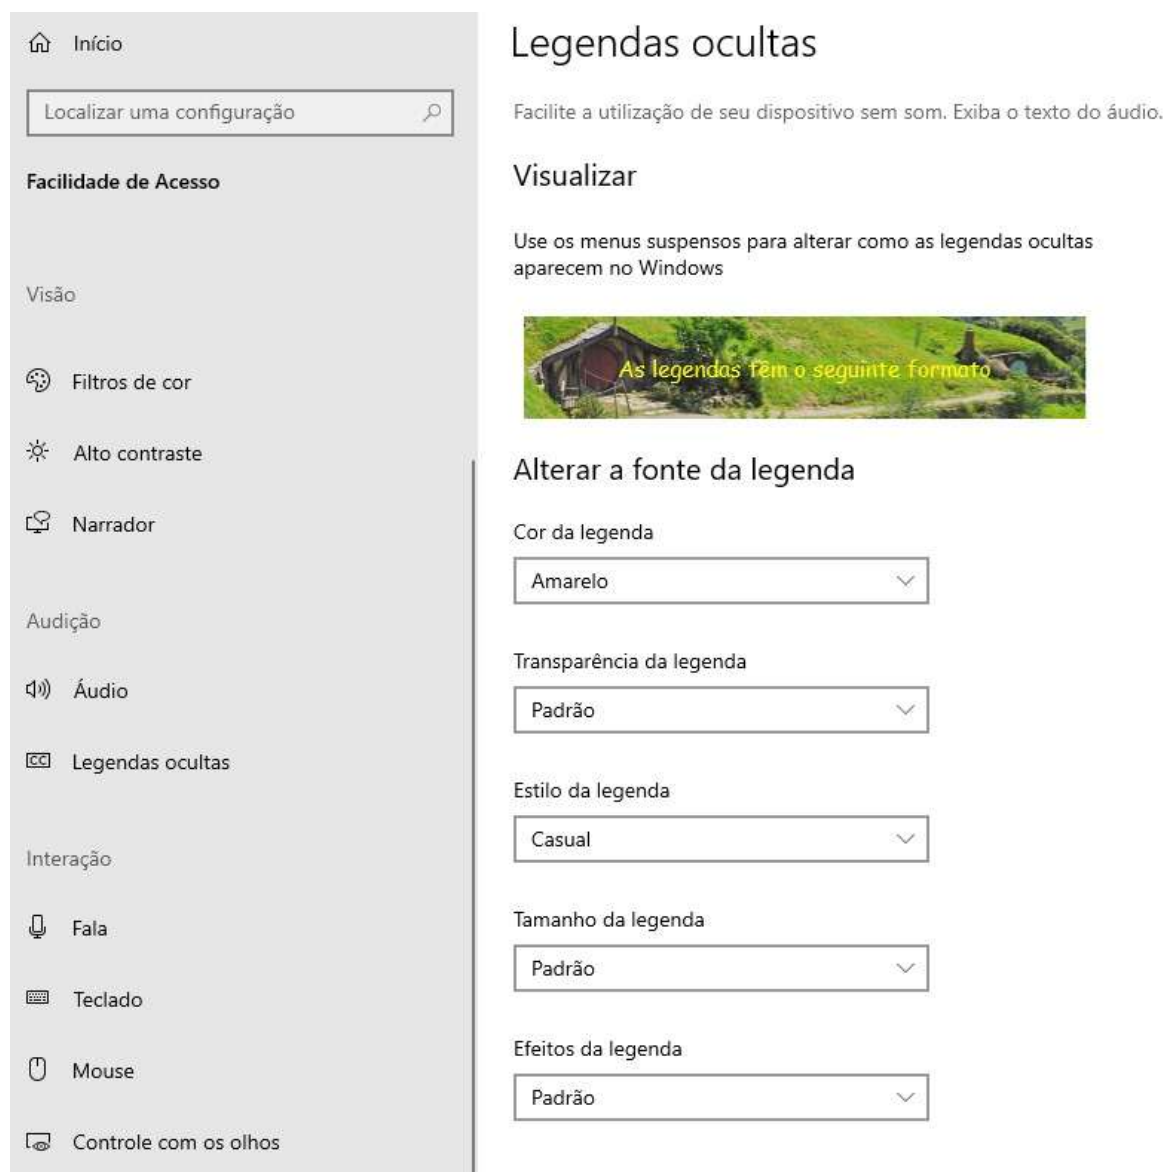 Início
Localizar uma configuração
Facilidade de Acesso
Visão
Filtros de cor
Alto contraste
Narrador
Audição
Áudio
CC
Legendas ocultas
Interação
Fala
Teclado
Mouse
Controle com os olhos
Legendas ocultas
Facilite a utilização de seu dispositivo sem som. Exiba o texto do áudio.
Visualizar
Use os menus suspensos para alterar como as legendas ocultas
aparecem no Windows
As legendas têm o seguinte formato
Alterar a fonte da legenda
Cor da legenda
Amarelo
Transparência da legenda
Padrão
Estilo da legenda
Casual
Tamanho da legenda
Padrão
Efeitos da legenda
Padrão